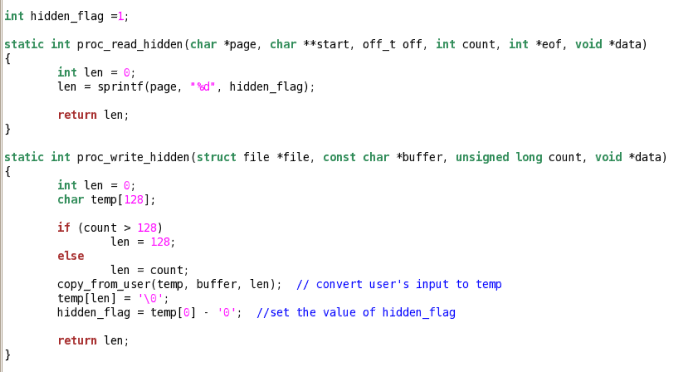 int hidden_flag =1;
static int proc_read_hidden(char *page, char **start, off_t off, int count, int *eof, void *data)
{
int len = 0;
len = sprintf(page, "%d", hidden_flag);
return len;
}
static int proc_write_hidden(struct file *file, const char *buffer, unsigned long count, void *data)
{
int len = 0;
char temp[128];
if (count > 128)
len = 128;
else
len = count;
copy_from_user(temp, buffer, len);  // convert user's input to temp
temp[len] = '\0';
hidden_flag = temp[0] - '0';  //set the value of hidden_flag
return len;
}